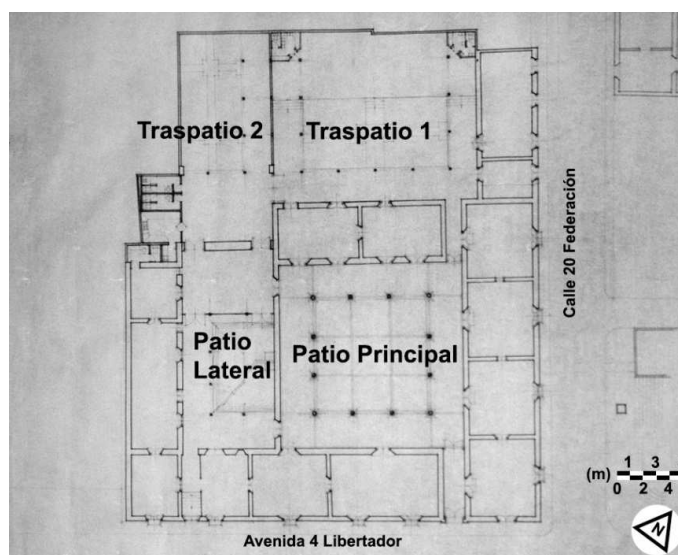 Traspatio 2
Traspatio 1
Calle 20 Federación
Patio
Lateral
Patio Principal
1 3
(m)
0 2 4
N
Avenida 4 Libertador